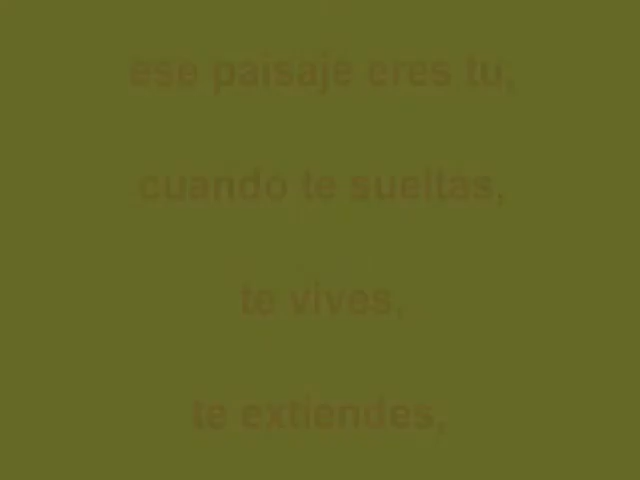 ese paisaje eres tu,
cuando te sueltas,
te vives,
te extiendes,